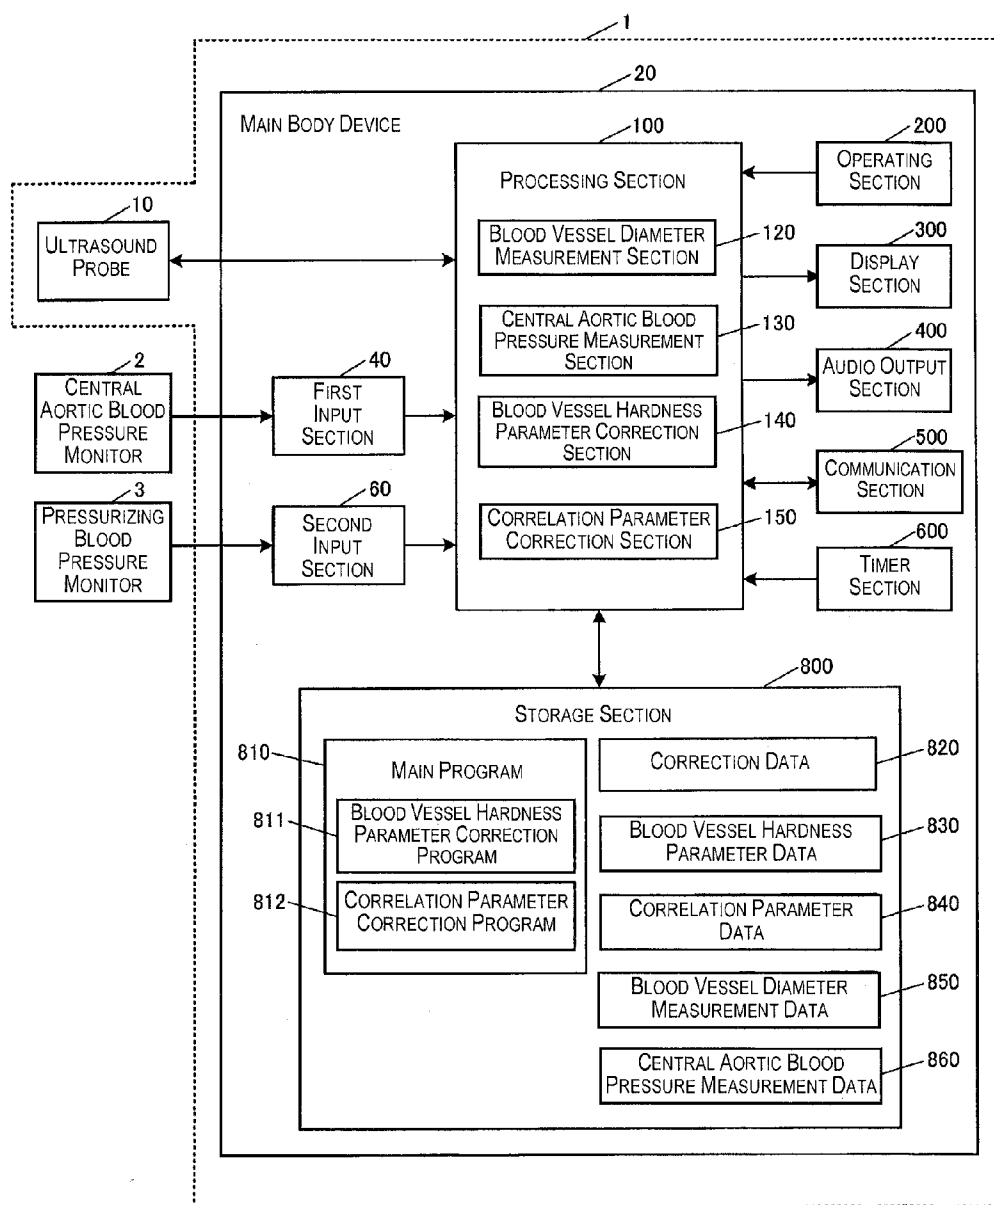 1
20
MAIN BODY DEVICE
100
PROCESSING SECTION
200
OPERATING
SECTION
10
ULTRASOUND
PROBE
BLOOD VESSEL DIAMETER
MEASUREMENT SECTION
120
300
DISPLAY
SECTION
CENTRAL AORTIC BLOOD
PRESSURE MEASUREMENT
SECTION
130
400
AUDIO OUTPUT
SECTION
2
CENTRAL
AORTIC BLOOD
PRESSURE
MONITOR
40
FIRST
INPUT
SECTION
BLOOD VESSEL HARDNESS
PARAMETER CORRECTION
SECTION
140
500
COMMUNICATION
SECTION
3
PRESSURIZING
BLOOD
PRESSURE
MONITOR
60
SECOND
INPUT
SECTION
CORRELATION PARAMETER
CORRECTION SECTION
150
600
TIMER
SECTION
800
STORAGE SECTION
810
MAIN PROGRAM
811
BLOOD VESSEL HARDNESS
PARAMETER CORRECTION
PROGRAM
812
CORRELATION PARAMETER
CORRECTION PROGRAM
CORRECTION DATA
820
BLOOD VESSEL HARDNESS
PARAMETER DATA
830
CORRELATION PARAMETER
DATA
840
BLOOD VESSEL DIAMETER
MEASUREMENT DATA
850
CENTRAL AORTIC BLOOD
PRESSURE MEASUREMENT DATA
860